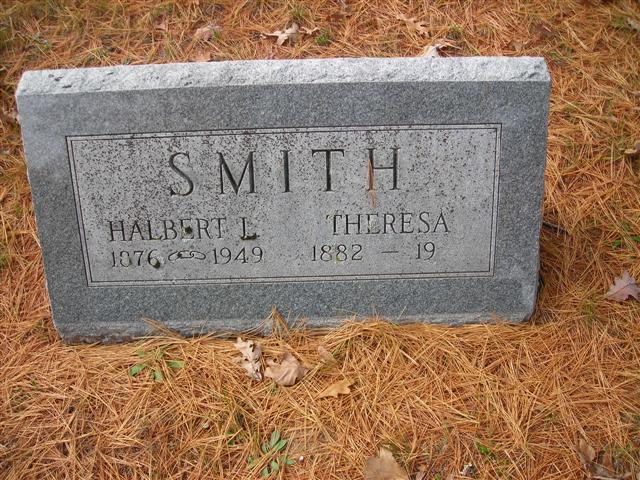 SMITH
HALBERT L. THERESA
1876 1949 1882 — 19